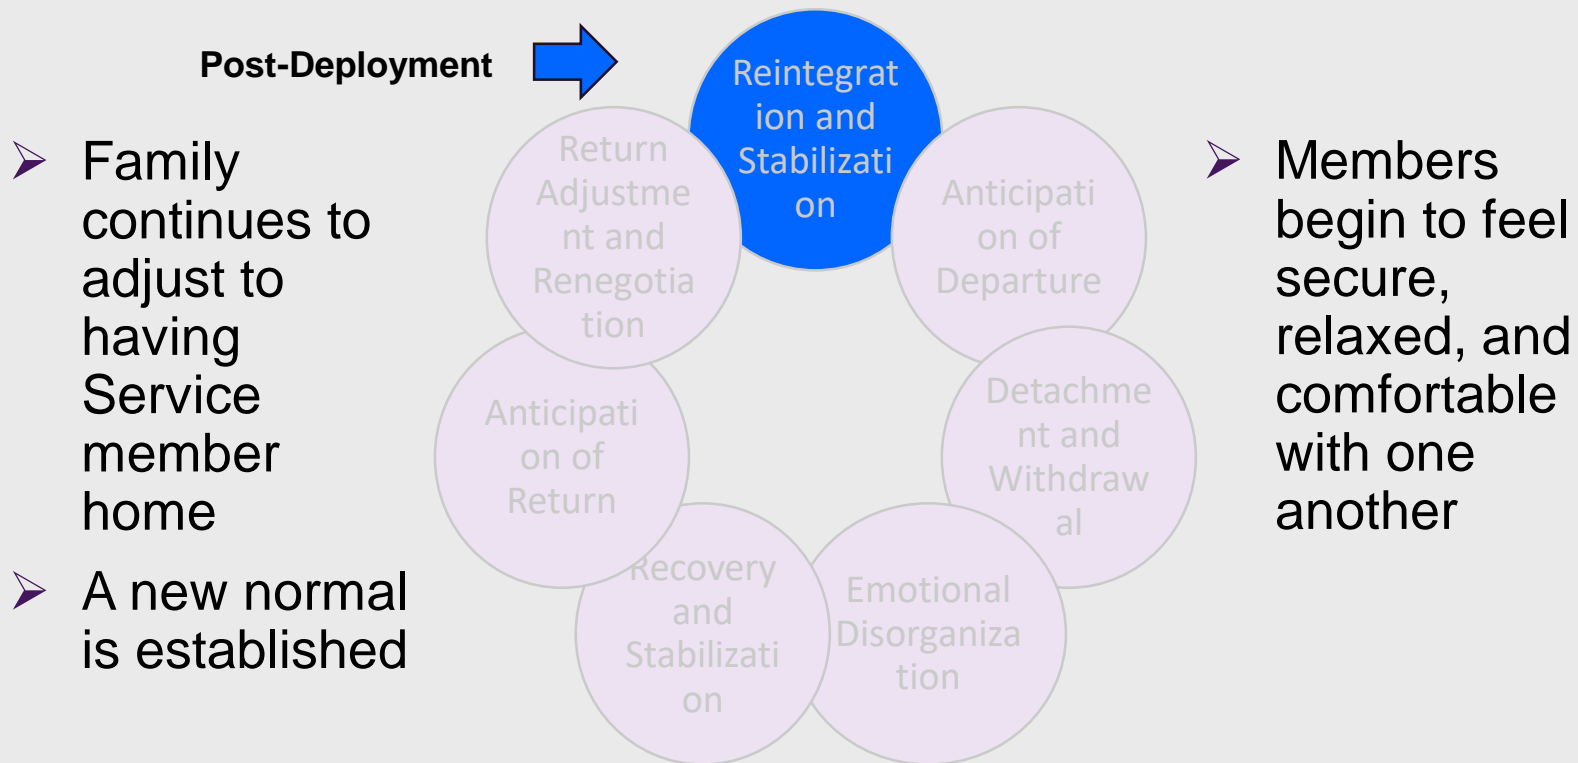 Post-Deployment
➢ Family
continues to
adjust to
having
Service
member
home
➢ A new normal
is established
Reintegrat
ion and
Stabilizati
on
Anticipati
on of
Departure
Detachme
nt and
Withdraw
al
Emotional
Disorganiza
tion
Recovery
and
Stabilizati
on
Anticipati
on of
Return
Return
Adjustme
nt and
Renegotia
tion
➢ Members
begin to feel
secure,
relaxed, and
comfortable
with one
another